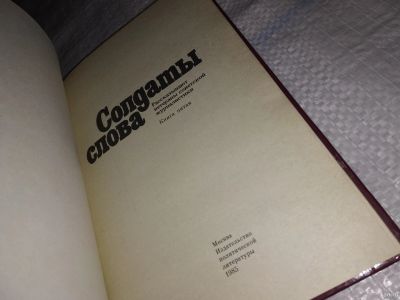 Солдаты
слова
Рассказывают
ветераны советской
журналистики
Книга пятая
Москва
Издательство
политической
литературы
1985